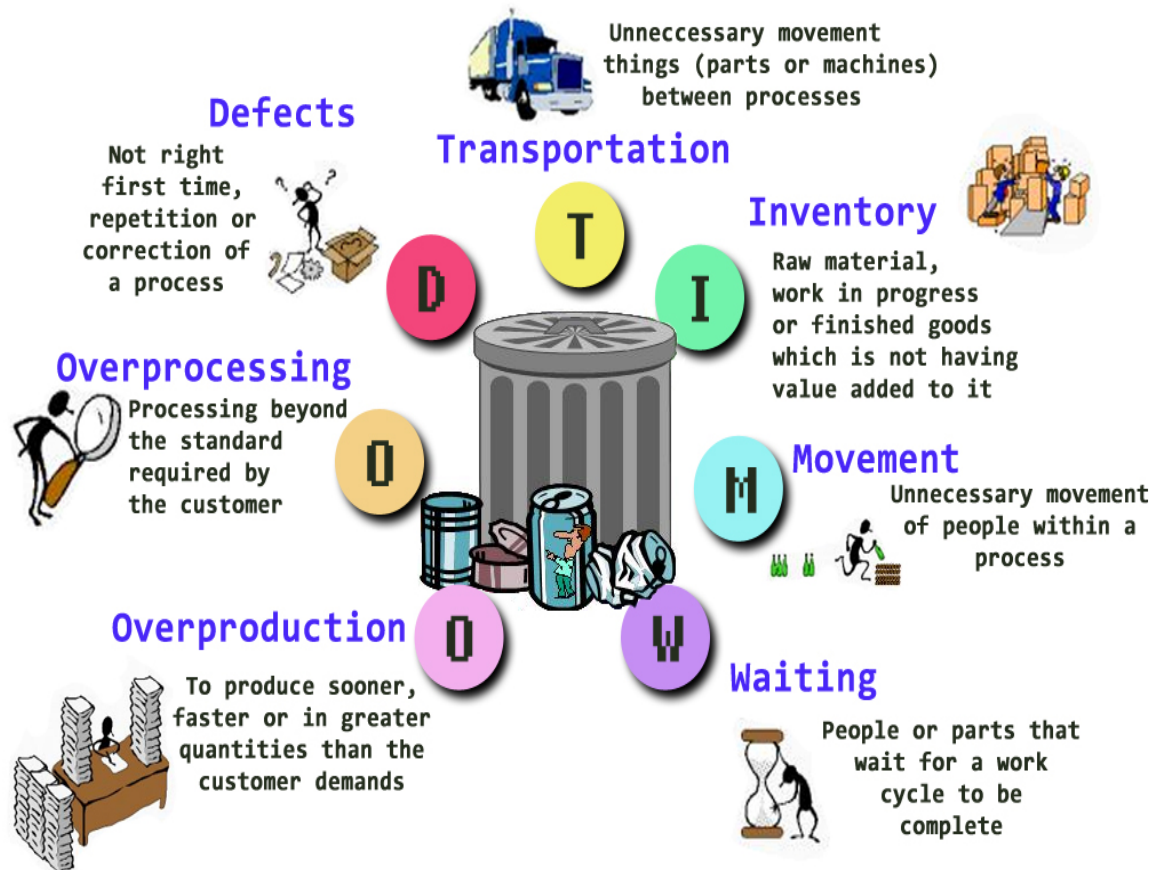 Unneccessary movement
things (parts or machines)
between processes
Transportation
T
Inventory
I
Raw material,
work in progress
or finished goods
which is not having
value added to it
Movement
M
Unnecessary movement
of people within a
process
Waiting
W
People or parts that
wait for a work
cycle to be
complete
Overproduction
O
To produce sooner,
faster or in greater
quantities than the
customer demands
Overprocessing
O
Processing beyond
the standard
required by
the customer
Defects
D
Not right
first time,
repetition or
correction of
a process
? ?